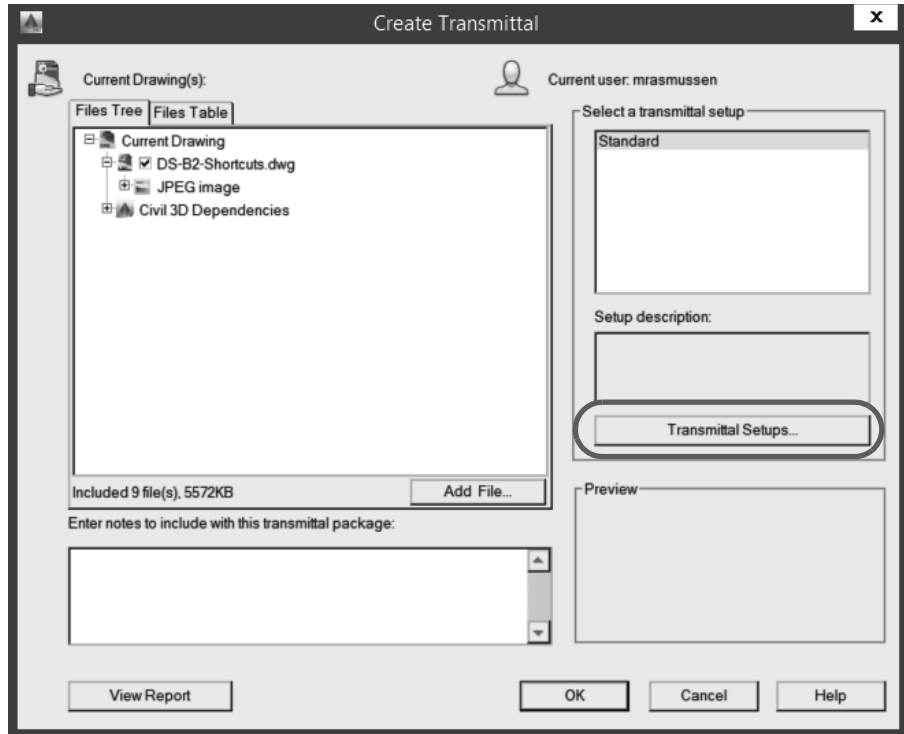 Create Transmittal
X
Current Drawing(s):
Current user: mrasmussen
Files Tree
Files Table
Current Drawing
DS-B2-Shortcuts.dwg
JPEG image
Civil 3D Dependencies
Included 9 file(s), 5572KB
Add File...
Enter notes to include with this transmittal package:
Select a transmittal setup
Standard
Setup description:
Transmittal Setups...
Preview
View Report
OK
Cancel
Help